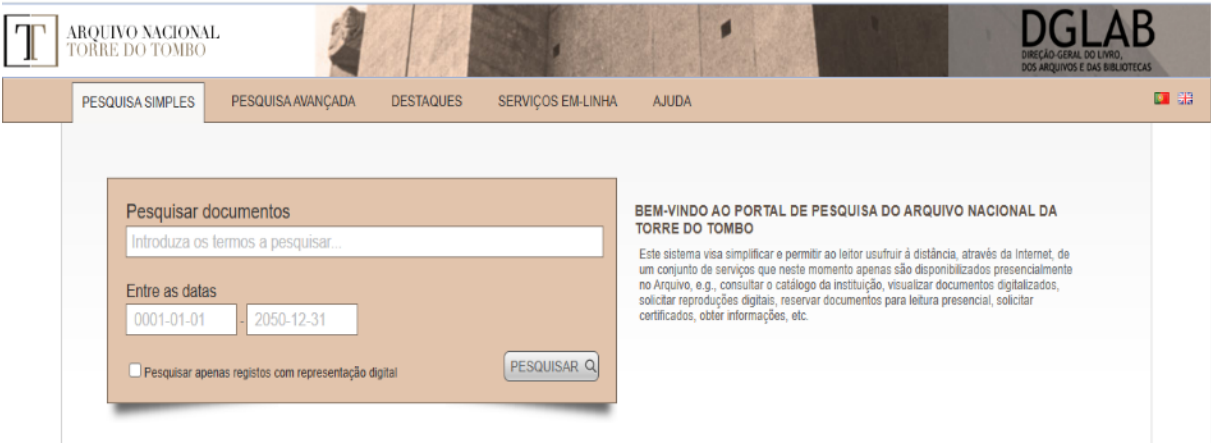 TT
ARQUIVO NACIONAL
TORRE DO TOMBO
DGLAB
DIREÇÃO-GERAL DO LIVRO,
DOS ARQUIVOS E DAS BIBLIOTECAS
PESQUISA SIMPLES PESQUISA AVANÇADA DESTAQUES SERVIÇOS EM-LINHA AJUDA
Pesquisar documentos
Introduza os termos a pesquisar...
Entre as datas
0001-01-01 - 2050-12-31
Pesquisar apenas registos com representação digital
PESQUISAR
BEM-VINDO AO PORTAL DE PESQUISA DO ARQUIVO NACIONAL DA
TORRE DO TOMBO
Este sistema visa simplificar e permitir ao leitor usufruir á distância, através da Internet, de
um conjunto de serviços que neste momento apenas são disponibilizados presencialmente
no Arquivo, e.g., consultar o catálogo da instituição, visualizar documentos digitalizados,
solicitar reproduções digitais, reservar documentos para leitura presencial, solicitar
certificados, obter informações, etc.